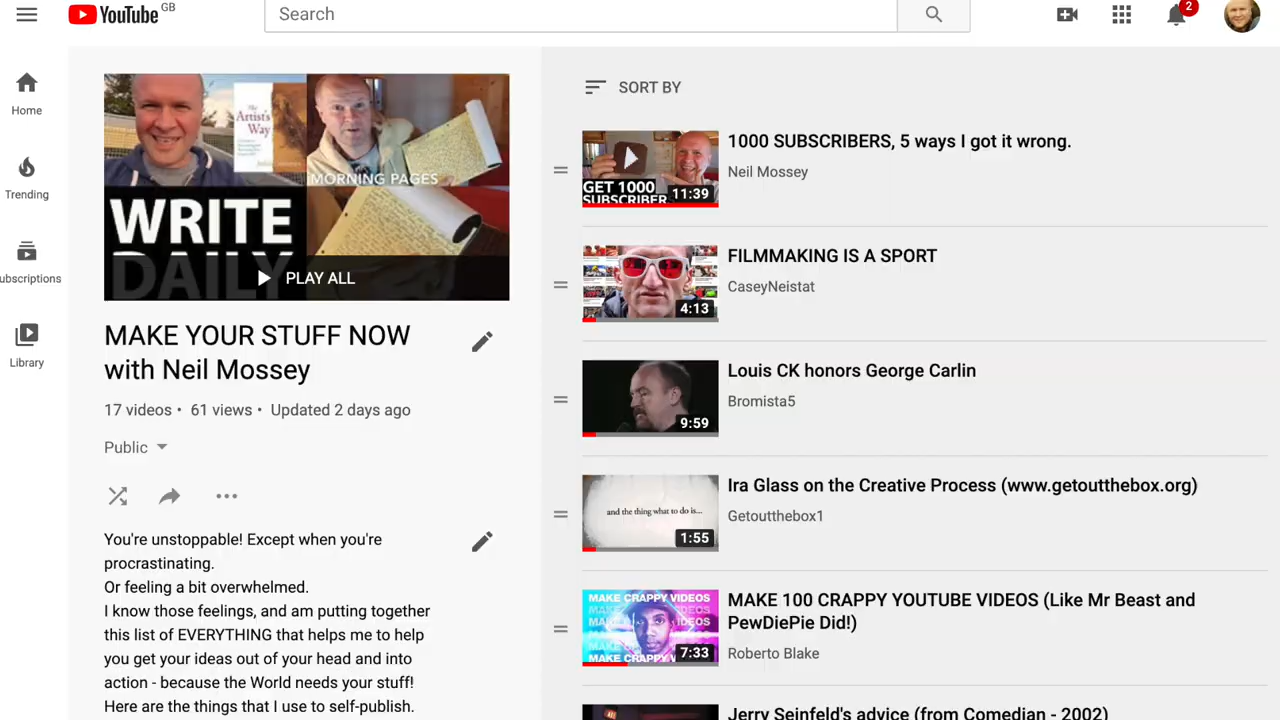 YouTube GB
Search
2
Home
Trending
ubscriptions
Library
The
Artist's
Way
MORNING PAGES
WRITE
DAILY
PLAY ALL
MAKE YOUR STUFF NOW
with Neil Mossey
17 videos • 61 views • Updated 2 days ago
Public
You're unstoppable! Except when you're
procrastinating.
Or feeling a bit overwhelmed.
I know those feelings, and am putting together
this list of EVERYTHING that helps me to help
you get your ideas out of your head and into
action - because the World needs your stuff!
Here are the things that I use to self-publish.
SORT BY
GET 1000
SUBSCRIBER
11:39
1000 SUBSCRIBERS, 5 ways I got it wrong.
Neil Mossey
4:13
FILMMAKING IS A SPORT
CaseyNeistat
9:59
Louis CK honors George Carlin
Bromista5
and the thing what to do is...
1:55
Ira Glass on the Creative Process (www.getoutthebox.org)
Getoutthebox1
MAKE CRAPPY VIDEOS
7:33
MAKE 100 CRAPPY YOUTUBE VIDEOS (Like Mr Beast and
PewDiePie Did!)
Roberto Blake
Jerry Seinfeld's advice (from Comedian - 2002)